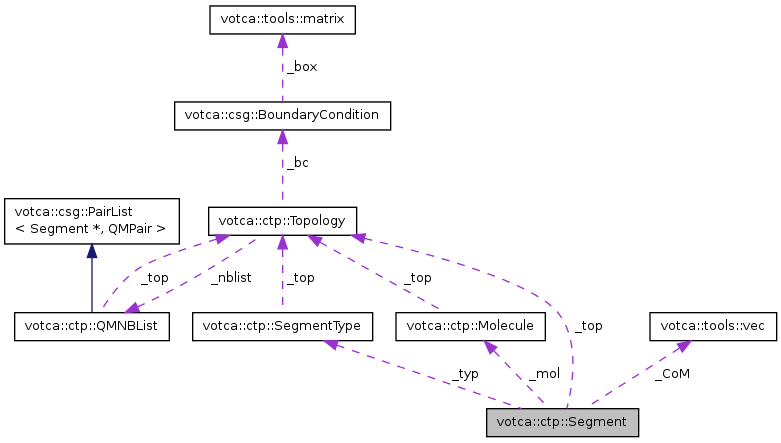 votca::tools::matrix
_box
votca::csg::BoundaryCondition
_bc
votca::csg::PairList
< Segment *, QMPair >
votca::ctp::Topology
_top
_nblist
_top
_top
_top
votca::ctp::QMNBList
votca::ctp::SegmentType
votca::ctp::Molecule
votca::tools::vec
_typ
_mol
_CoM
votca::ctp::Segment